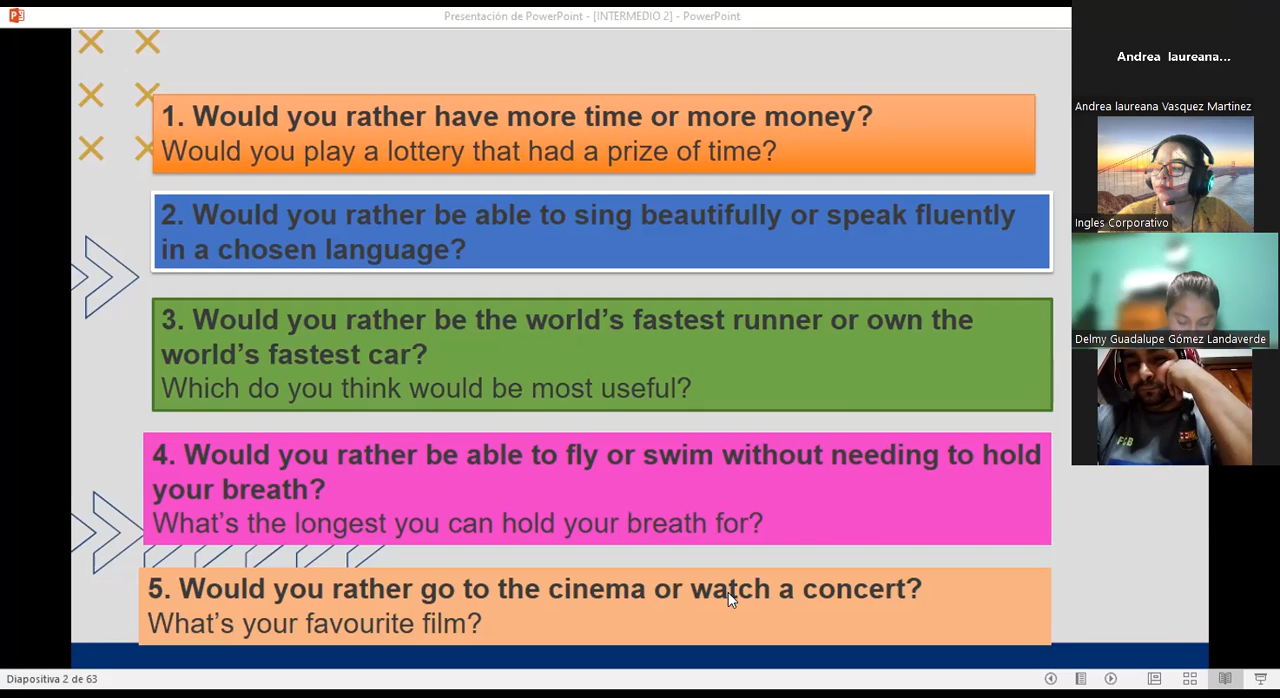 Presentación de PowerPoint - [INTERMEDIO 2] - PowerPoint
Andrea laureana...
Andrea laureana Vasquez Martinez
1. Would you rather have more time or more money?
Would you play a lottery that had a prize of time?
Ingles Corporativo
2. Would you rather be able to sing beautifully or speak fluently
in a chosen language?
3. Would you rather be the world's fastest runner or own the
world's fastest car?
Which do you think would be most useful?
Delmy Guadalupe Gómez Landaverde
4. Would you rather be able to fly or swim without needing to hold
your breath?
What's the longest you can hold your breath for?
5. Would you rather go to the cinema or watch a concert?
What's your favourite film?
Diapositiva 2 de 63